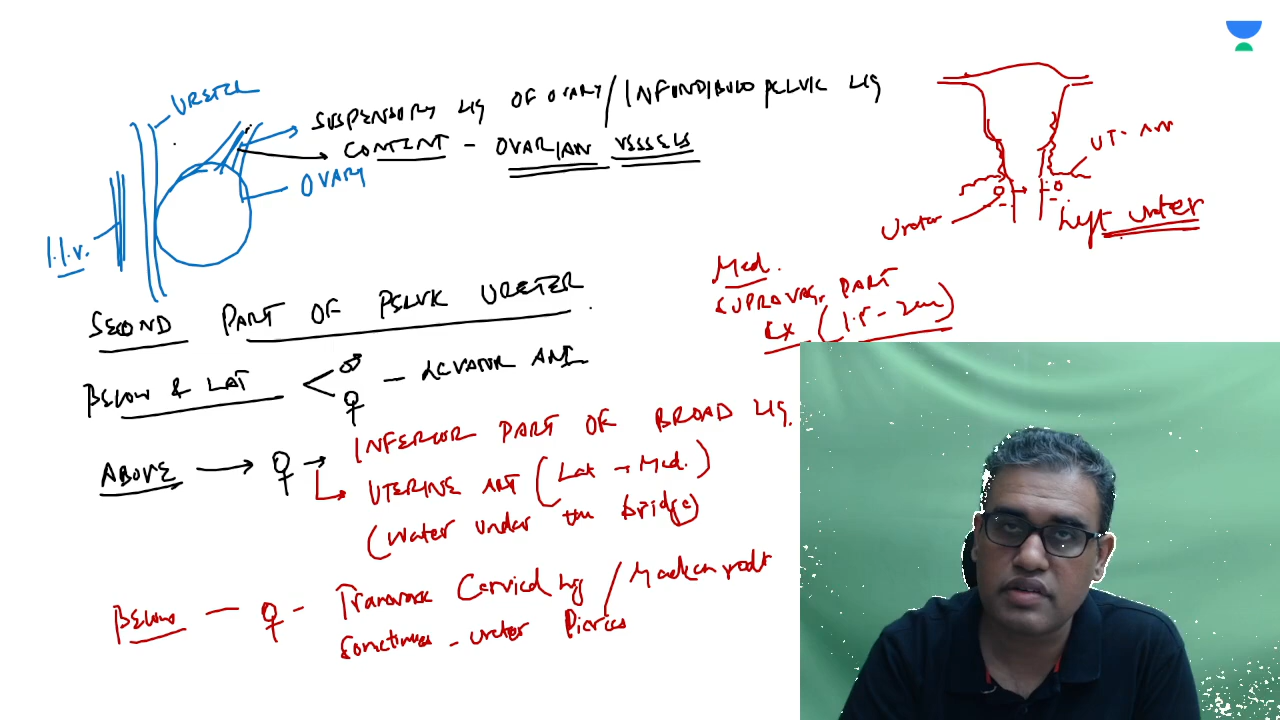 URETER
SUSPENSORY LIG OF OVARY / INFUNDIBULO PELVIC LIG
CONTENT - OVARIAN VESSELS
OVARY
I.I.V.
UT.
Ureter
Left Ureter
Med.
SUPRAVAG. PART
CX (1.5 - 2cm)
SECOND PART OF PELVIC URETER
BELOW & LAT < ♂ ♀ - LEVATOR ANI
ABOVE → ♀ → INFERIOR PART OF BROAD LIG.
UTERINE ART (Lat → Med.)
(Water under the bridge)
BELOW - ♀ - Transverse Cervical lig / Mackenrodt
Sometimes - ureter Pierces